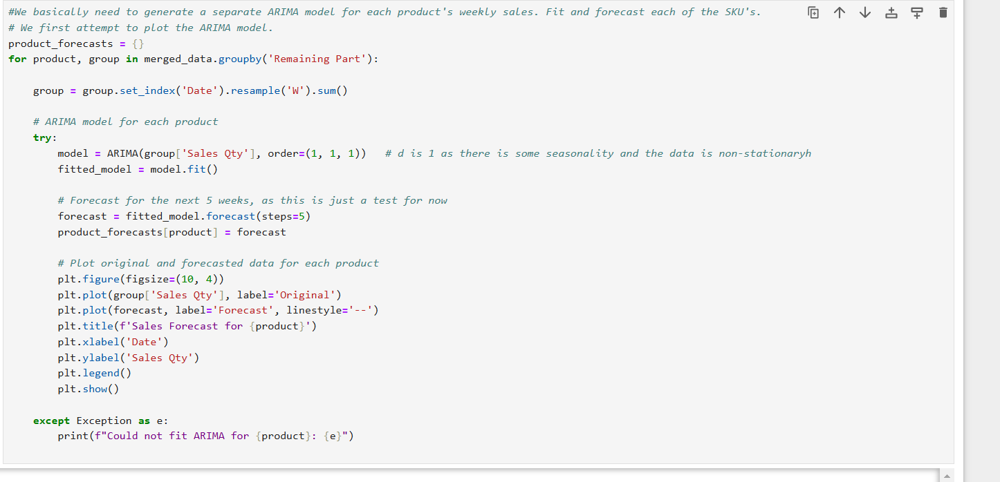 #We basically need to generate a separate ARIMA model for each product's weekly sales. Fit and forecast each of the SKU's.
# We first attempt to plot the ARIMA model.
product_forecasts = {}
for product, group in merged_data.groupby('Remaining Part'):
    group = group.set_index('Date').resample('W').sum()
    # ARIMA model for each product
    try:
        model = ARIMA(group['Sales Qty'], order=(1, 1, 1))   # d is 1 as there is some seasonality and the data is non-stationaryh
        fitted_model = model.fit()
        # Forecast for the next 5 weeks, as this is just a test for now
        forecast = fitted_model.forecast(steps=5)
        product_forecasts[product] = forecast
        # Plot original and forecasted data for each product
        plt.figure(figsize=(10, 4))
        plt.plot(group['Sales Qty'], label='Original')
        plt.plot(forecast, label='Forecast', linestyle='--')
        plt.title(f'Sales Forecast for {product}')
        plt.xlabel('Date')
        plt.ylabel('Sales Qty')
        plt.legend()
        plt.show()
    except Exception as e:
        print(f"Could not fit ARIMA for {product}: {e}")